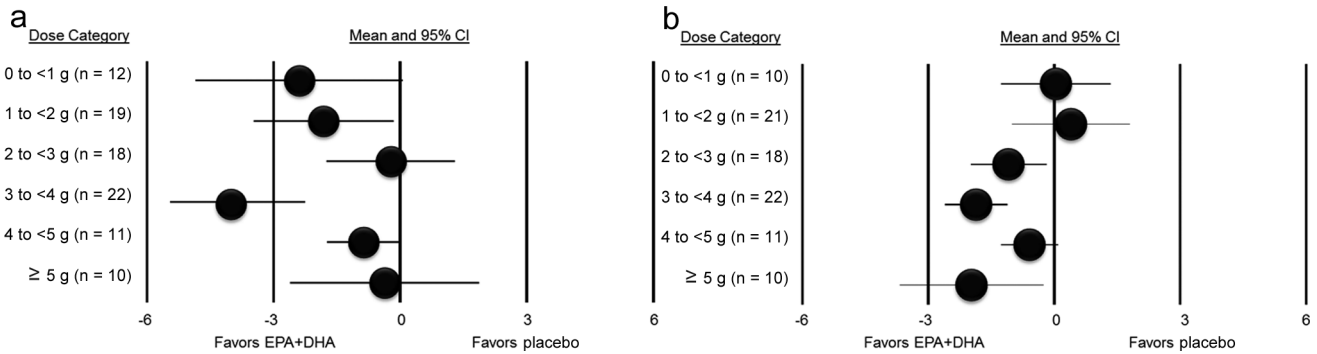 a
Dose Category Mean and 95% CI
0 to <1 g (n = 12)
1 to <2 g (n = 19)
2 to <3 g (n = 18)
3 to <4 g (n = 22)
4 to <5 g (n = 11)
≥ 5 g (n = 10)
-6 -3 0 3 6
Favors EPA+DHA Favors placebo
b
Dose Category Mean and 95% CI
0 to <1 g (n = 10)
1 to <2 g (n = 21)
2 to <3 g (n = 18)
3 to <4 g (n = 22)
4 to <5 g (n = 11)
≥ 5 g (n = 10)
-6 -3 0 3 6
Favors EPA+DHA Favors placebo